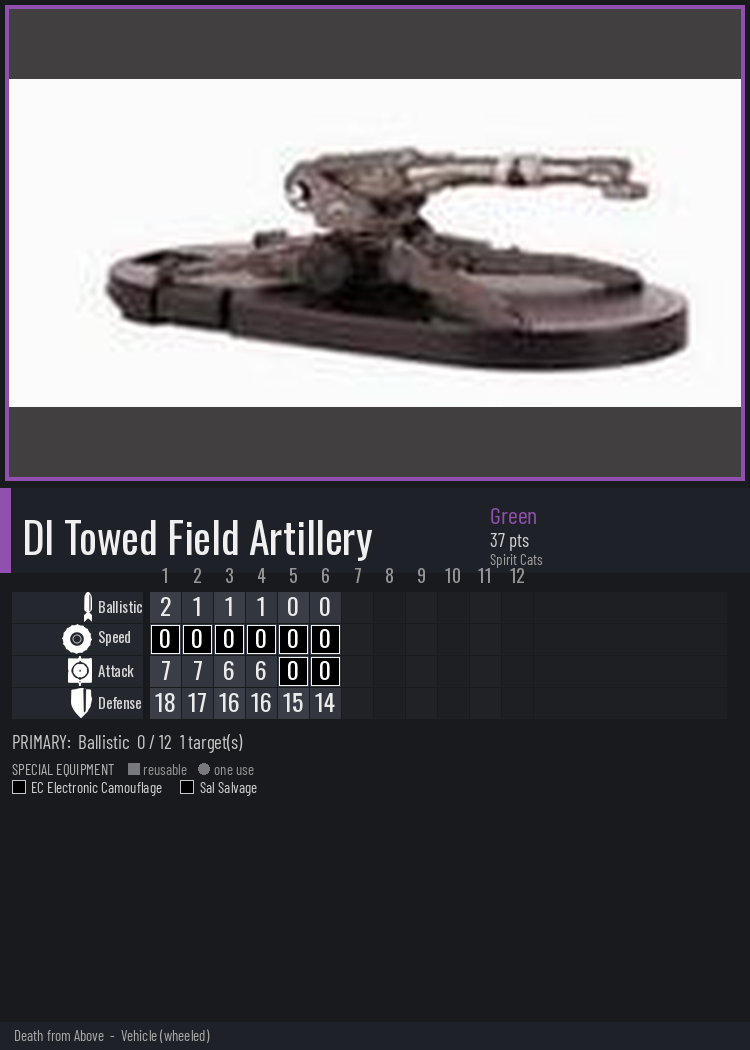 DI Towed Field Artillery
Green
37 pts
Spirit Cats
1 2 3 4 5 6 7 8 9 10 11 12
Ballistic 2 1 1 1 0 0
Speed 0 0 0 0 0 0
Attack 7 7 6 6 0 0
Defense 18 17 16 16 15 14
PRIMARY: Ballistic 0 / 12 1 target(s)
SPECIAL EQUIPMENT reusable one use
EC Electronic Camouflage Sal Salvage
Death from Above - Vehicle (wheeled)